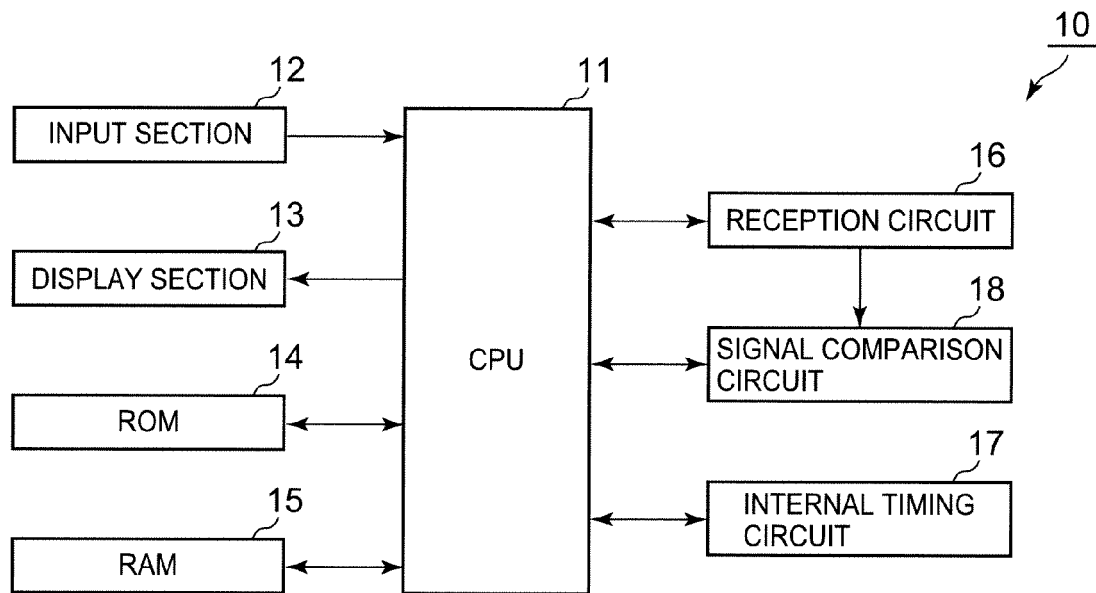 10
12
11
INPUT SECTION
16
RECEPTION CIRCUIT
13
DISPLAY SECTION
18
SIGNAL COMPARISON
CIRCUIT
CPU
14
ROM
17
INTERNAL TIMING
CIRCUIT
15
RAM